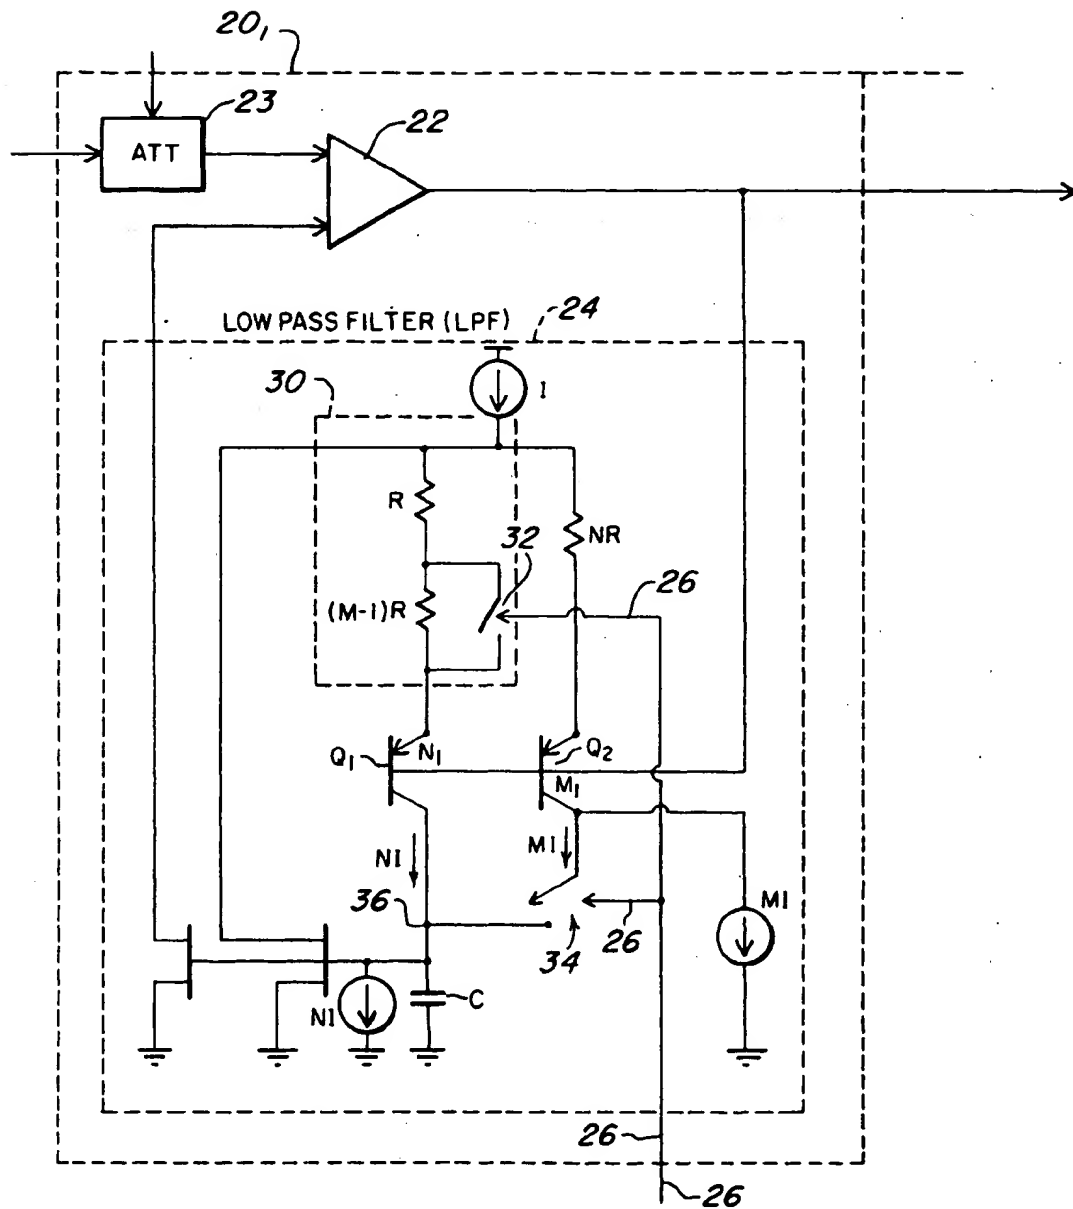 20₁
23
ATT
22
LOW PASS FILTER (LPF)
24
30
I
R
32
NR
26
(M-1)R
Q₁
N₁
Q₂
M₁
NI
MI
36
26
34
MI
NI
C
26
26